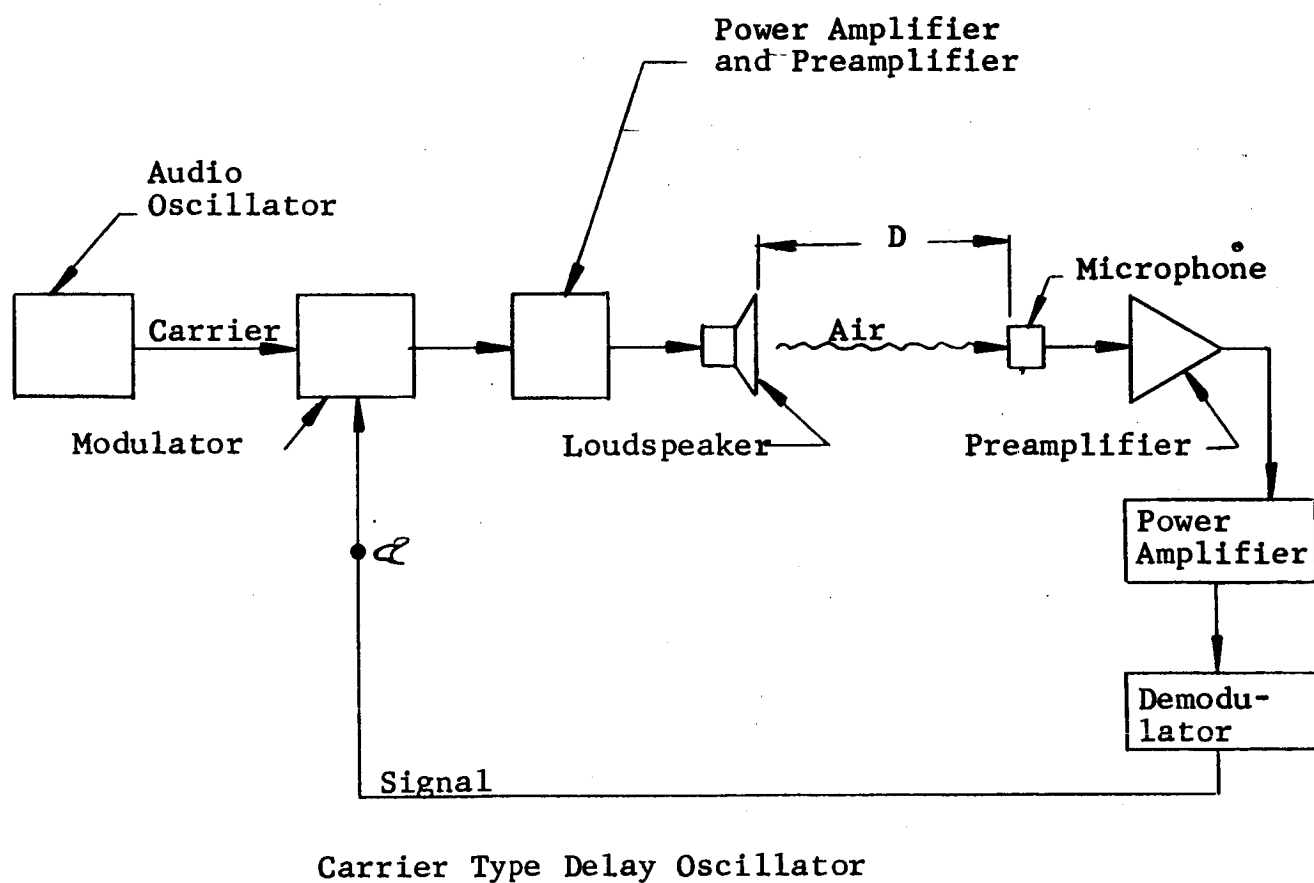 Power Amplifier
and Preamplifier
Audio
Oscillator
D
Microphone
Carrier
Air
Modulator
Loudspeaker
Preamplifier
Power
Amplifier
Demodu-
lator
Signal
Carrier Type Delay Oscillator